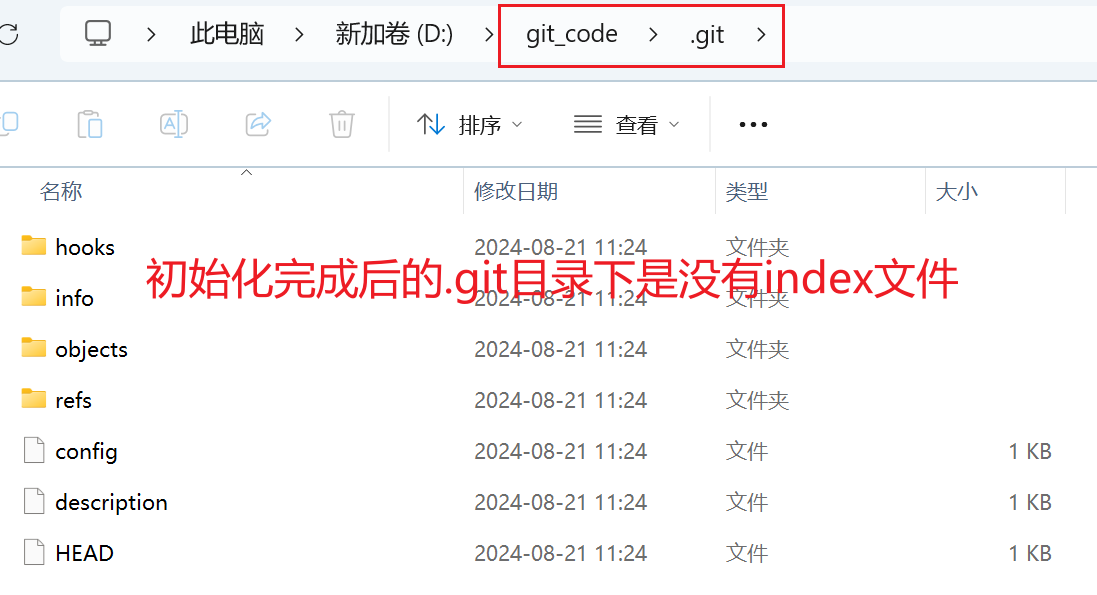 此电脑 新加卷 (D:) git_code .git
排序 查看
名称 修改日期 类型 大小
hooks 2024-08-21 11:24 文件夹
初始化完成后的.git目录下是没有index文件
info 2024-08-21 11:24 文件夹
objects 2024-08-21 11:24 文件夹
refs 2024-08-21 11:24 文件夹
config 2024-08-21 11:24 文件 1 KB
description 2024-08-21 11:24 文件 1 KB
HEAD 2024-08-21 11:24 文件 1 KB